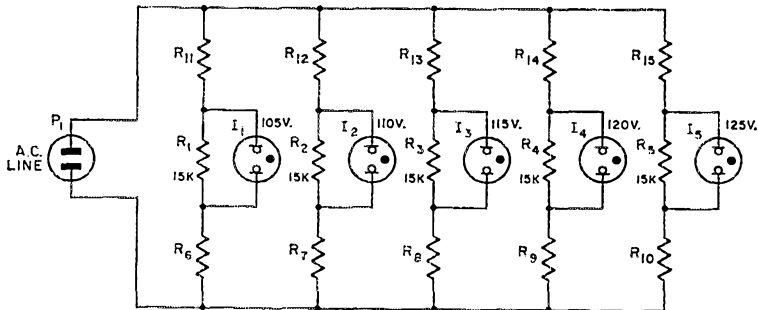 R11 R12 R13 R14 R15
P1
A.C. LINE
I1 105V.
I2 110V.
I3 115V.
I4 120V.
I5 125V.
R1 15K
R2 15K
R3 15K
R4 15K
R5 15K
R6 R7 R8 R9 R10